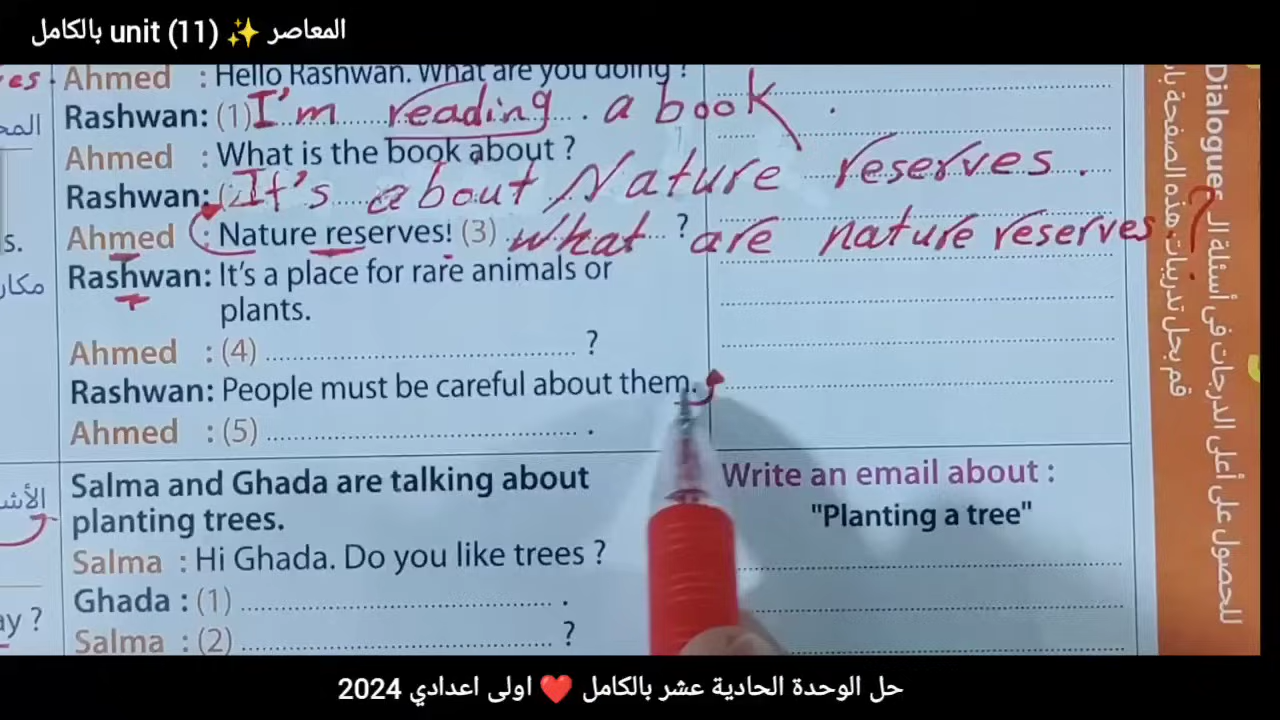 المعاصر ✨ unit (11) بالكامل
es
Ahmed : Hello Rashwan. What are you doing ?
Rashwan: (1) I'm reading a book .
Ahmed : What is the book about ?
Rashwan: It's about Nature reserves.
Ahmed : Nature reserves! (3) What ? are nature reserves ?
s.
Rashwan: It's a place for rare animals or
plants.
Ahmed : (4) ........................................ ?
Rashwan: People must be careful about them.
Ahmed : (5) ........................................ .
Salma and Ghada are talking about
planting trees.
Salma : Hi Ghada. Do you like trees ?
Ghada : (1) ........................................ .
ay ?
Salma : (2) ........................................ ?
Write an email about :
"Planting a tree"
للحصول على أعلى الدرجات في أسئلة الـ Dialogues
قم بحل تدريبات هذه الصفحة
حل الوحدة الحادية عشر بالكامل ❤️ اولى اعدادي 2024